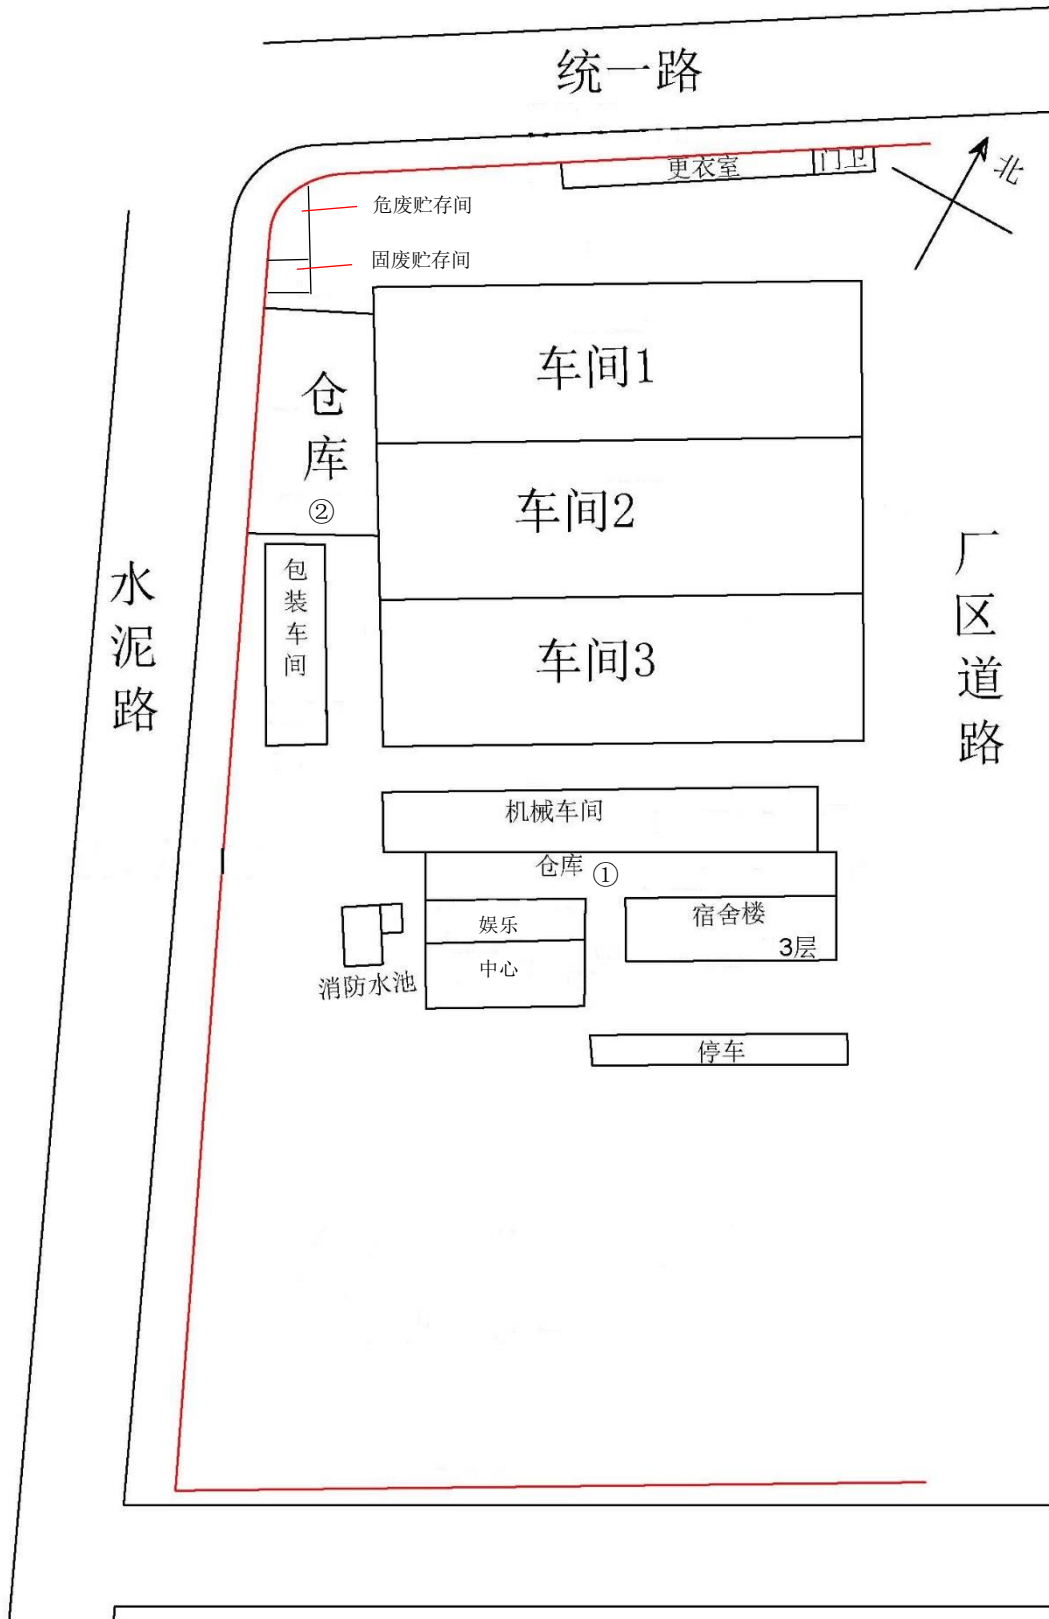 统一路
更衣室
门卫
北
危废贮存间
固废贮存间
车间1
仓库
②
车间2
厂区道路
水泥路
包装车间
车间3
机械车间
仓库 ①
娱乐
宿舍楼
3层
中心
消防水池
停车